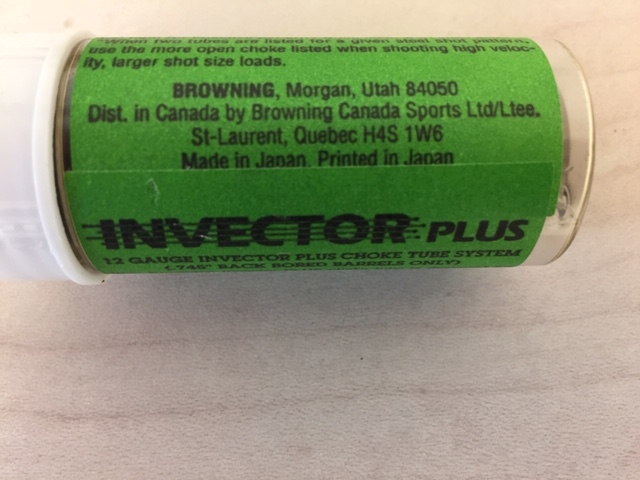 When two tubes are listed for a given steel shot pattern,
use the more open choke listed when shooting high veloc-
ity, larger shot size loads.
BROWNING, Morgan, Utah 84050
Dist. in Canada by Browning Canada Sports Ltd/Ltee.
St-Laurent, Quebec H4S 1W6
Made in Japan. Printed in Japan
INVECTOR-PLUS
12 GAUGE INVECTOR PLUS CHOKE TUBE SYSTEM
(.745" BACK BORED BARRELS ONLY)